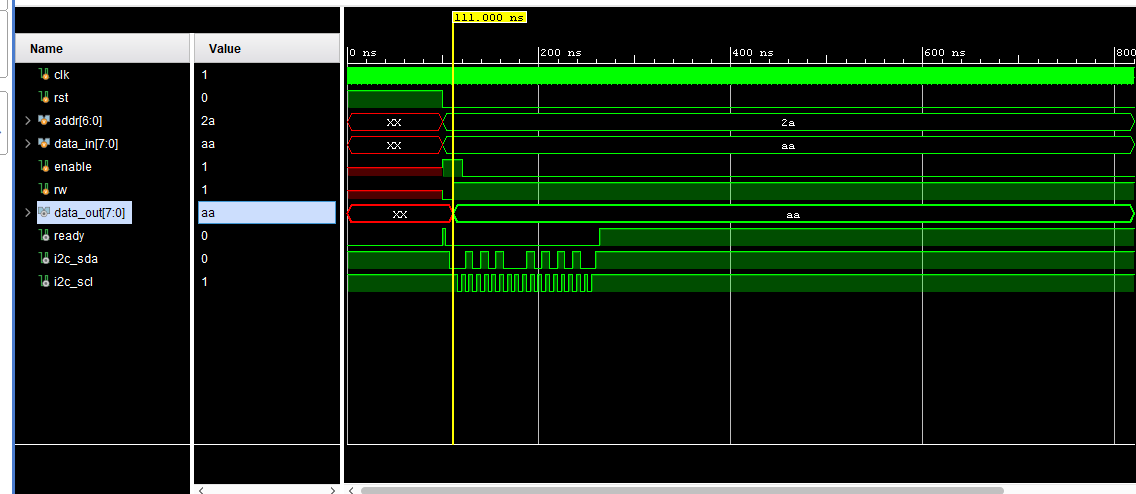 111.000 ns
Name Value
0 ns 200 ns 400 ns 600 ns 800
clk 1
rst 0
addr[6:0] 2a XX 2a
data_in[7:0] aa XX aa
enable 1
rw 1
data_out[7:0] aa XX aa
ready 0
i2c_sda 0
i2c_scl 1